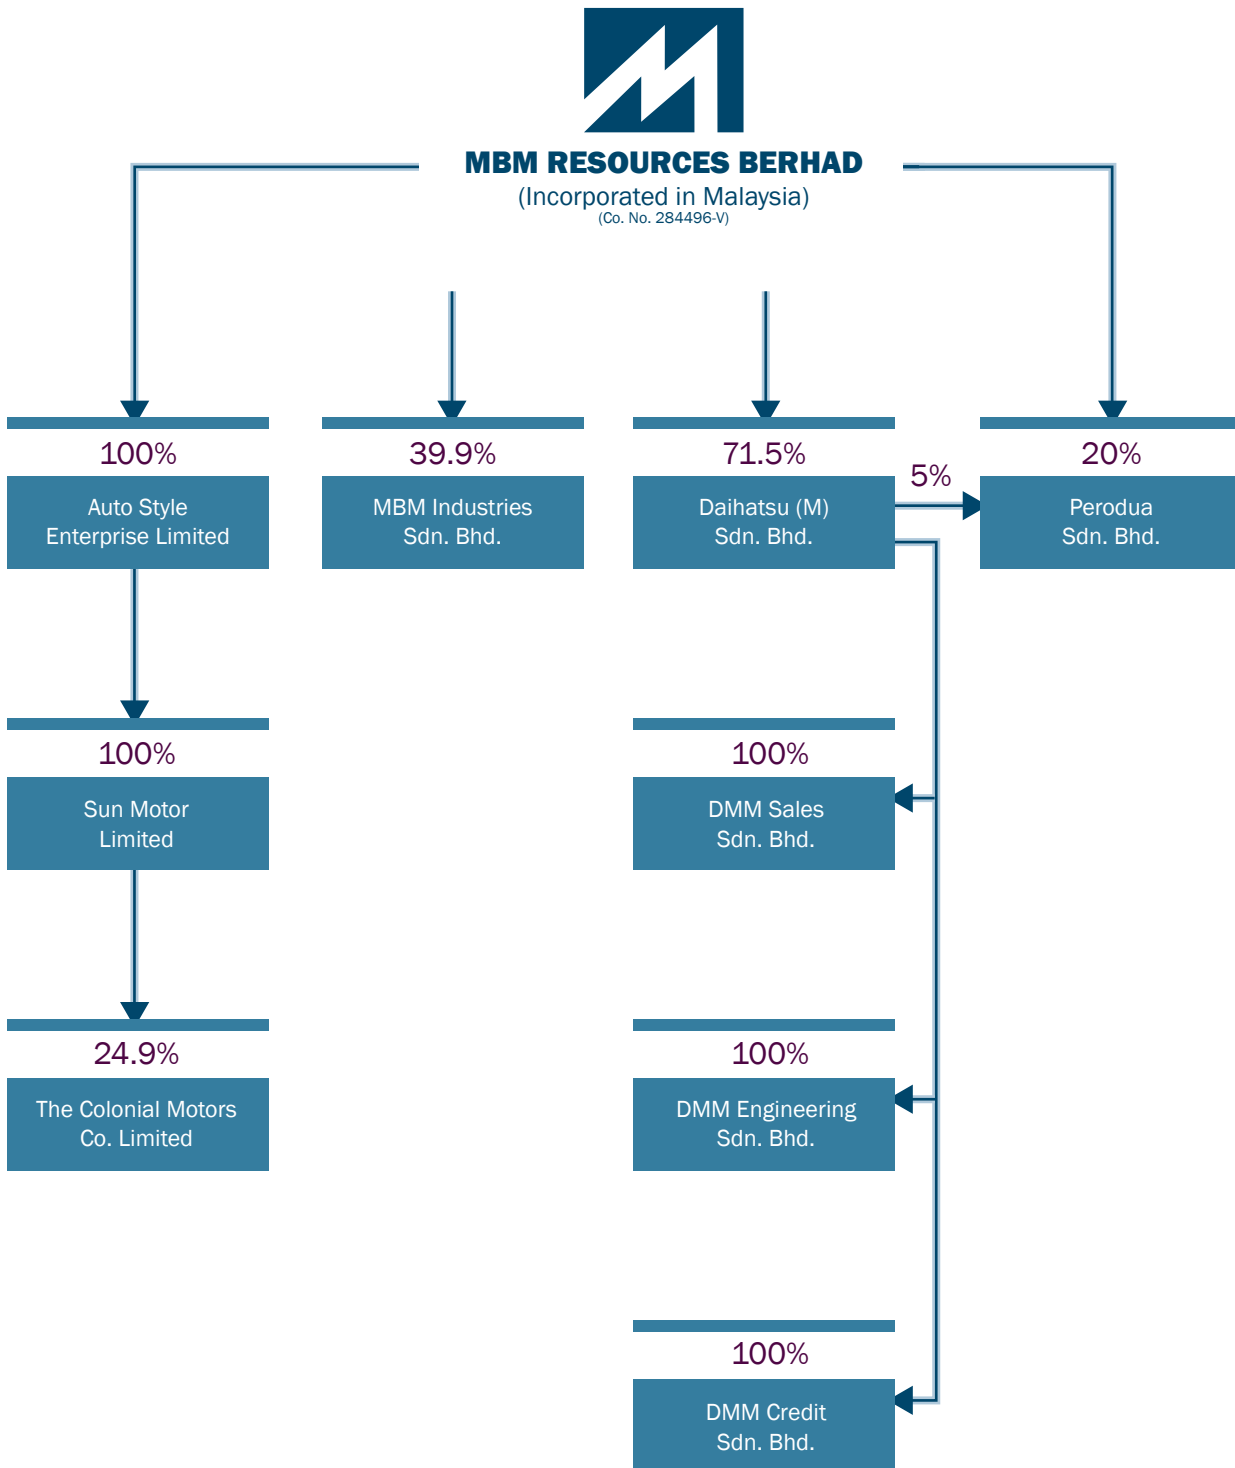 MBM RESOURCES BERHAD
(Incorporated in Malaysia)
(Co. No. 284496-V)
100%
Auto Style
Enterprise Limited
39.9%
MBM Industries
Sdn. Bhd.
71.5%
Daihatsu (M)
Sdn. Bhd.
5%
20%
Perodua
Sdn. Bhd.
100%
Sun Motor
Limited
100%
DMM Sales
Sdn. Bhd.
24.9%
The Colonial Motors
Co. Limited
100%
DMM Engineering
Sdn. Bhd.
100%
DMM Credit
Sdn. Bhd.